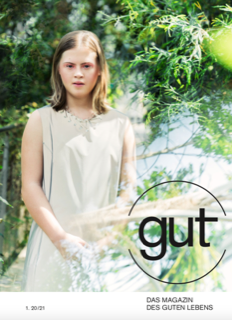 gut
1. 20/21
DAS MAGAZIN
DES GUTEN LEBENS